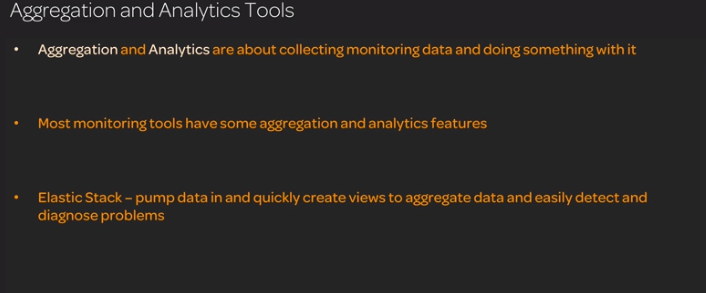 Aggregation and Analytics Tools
• Aggregation and Analytics are about collecting monitoring data and doing something with it
• Most monitoring tools have some aggregation and analytics features
• Elastic Stack – pump data in and quickly create views to aggregate data and easily detect and
diagnose problems